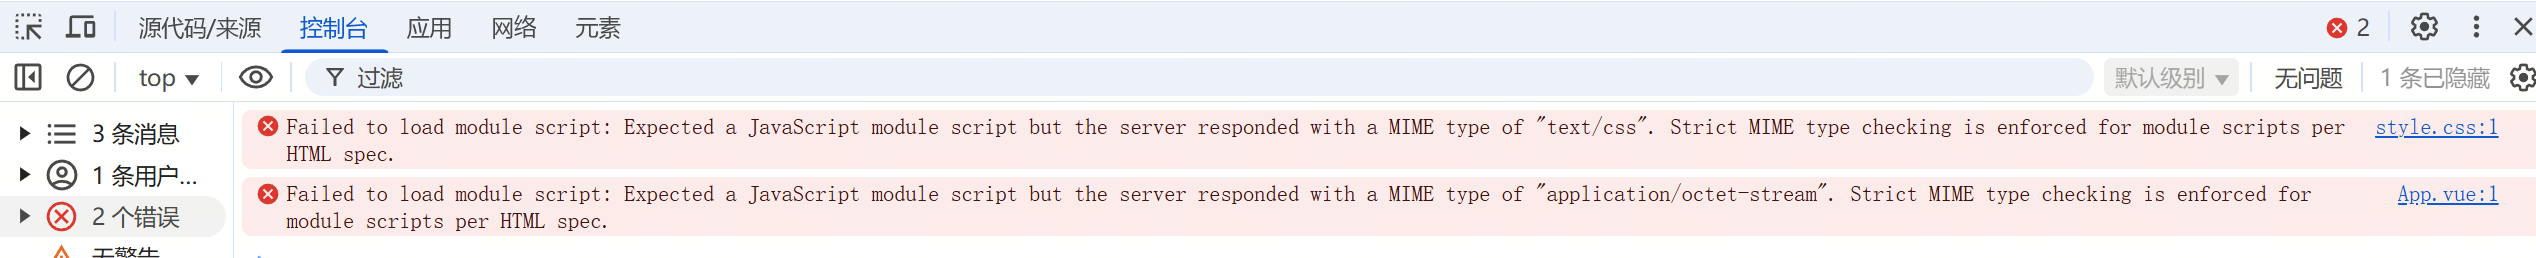 源代码/来源 控制台 应用 网络 元素 2
top 过滤 默认级别 无问题 1 条已隐藏
3 条消息
1 条用户...
2 个错误
无警告
Failed to load module script: Expected a JavaScript module script but the server responded with a MIME type of "text/css". Strict MIME type checking is enforced for module scripts per style.css:1
HTML spec.
Failed to load module script: Expected a JavaScript module script but the server responded with a MIME type of "application/octet-stream". Strict MIME type checking is enforced for App.vue:1
module scripts per HTML spec.